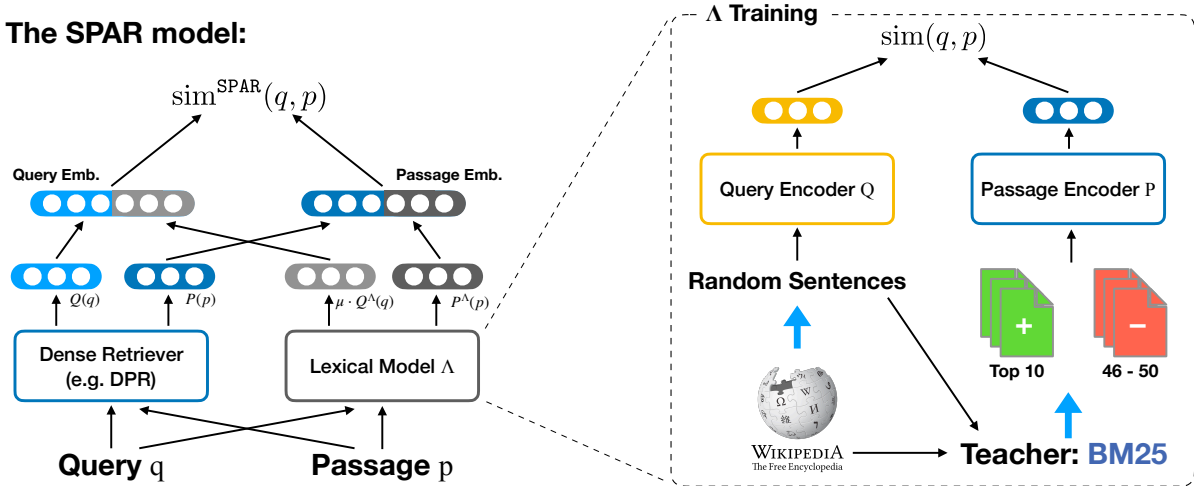 The SPAR model:
sim^SPAR(q, p)
Query Emb.
Passage Emb.
Q(q)
P(p)
μ · Q^Λ(q)
P^Λ(p)
Dense Retriever
(e.g. DPR)
Lexical Model Λ
Query q
Passage p
Λ Training
sim(q, p)
Query Encoder Q
Passage Encoder P
Random Sentences
+
−
Top 10
46 - 50
Ω
W
И
WIKIPEDIA
The Free Encyclopedia
Teacher: BM25